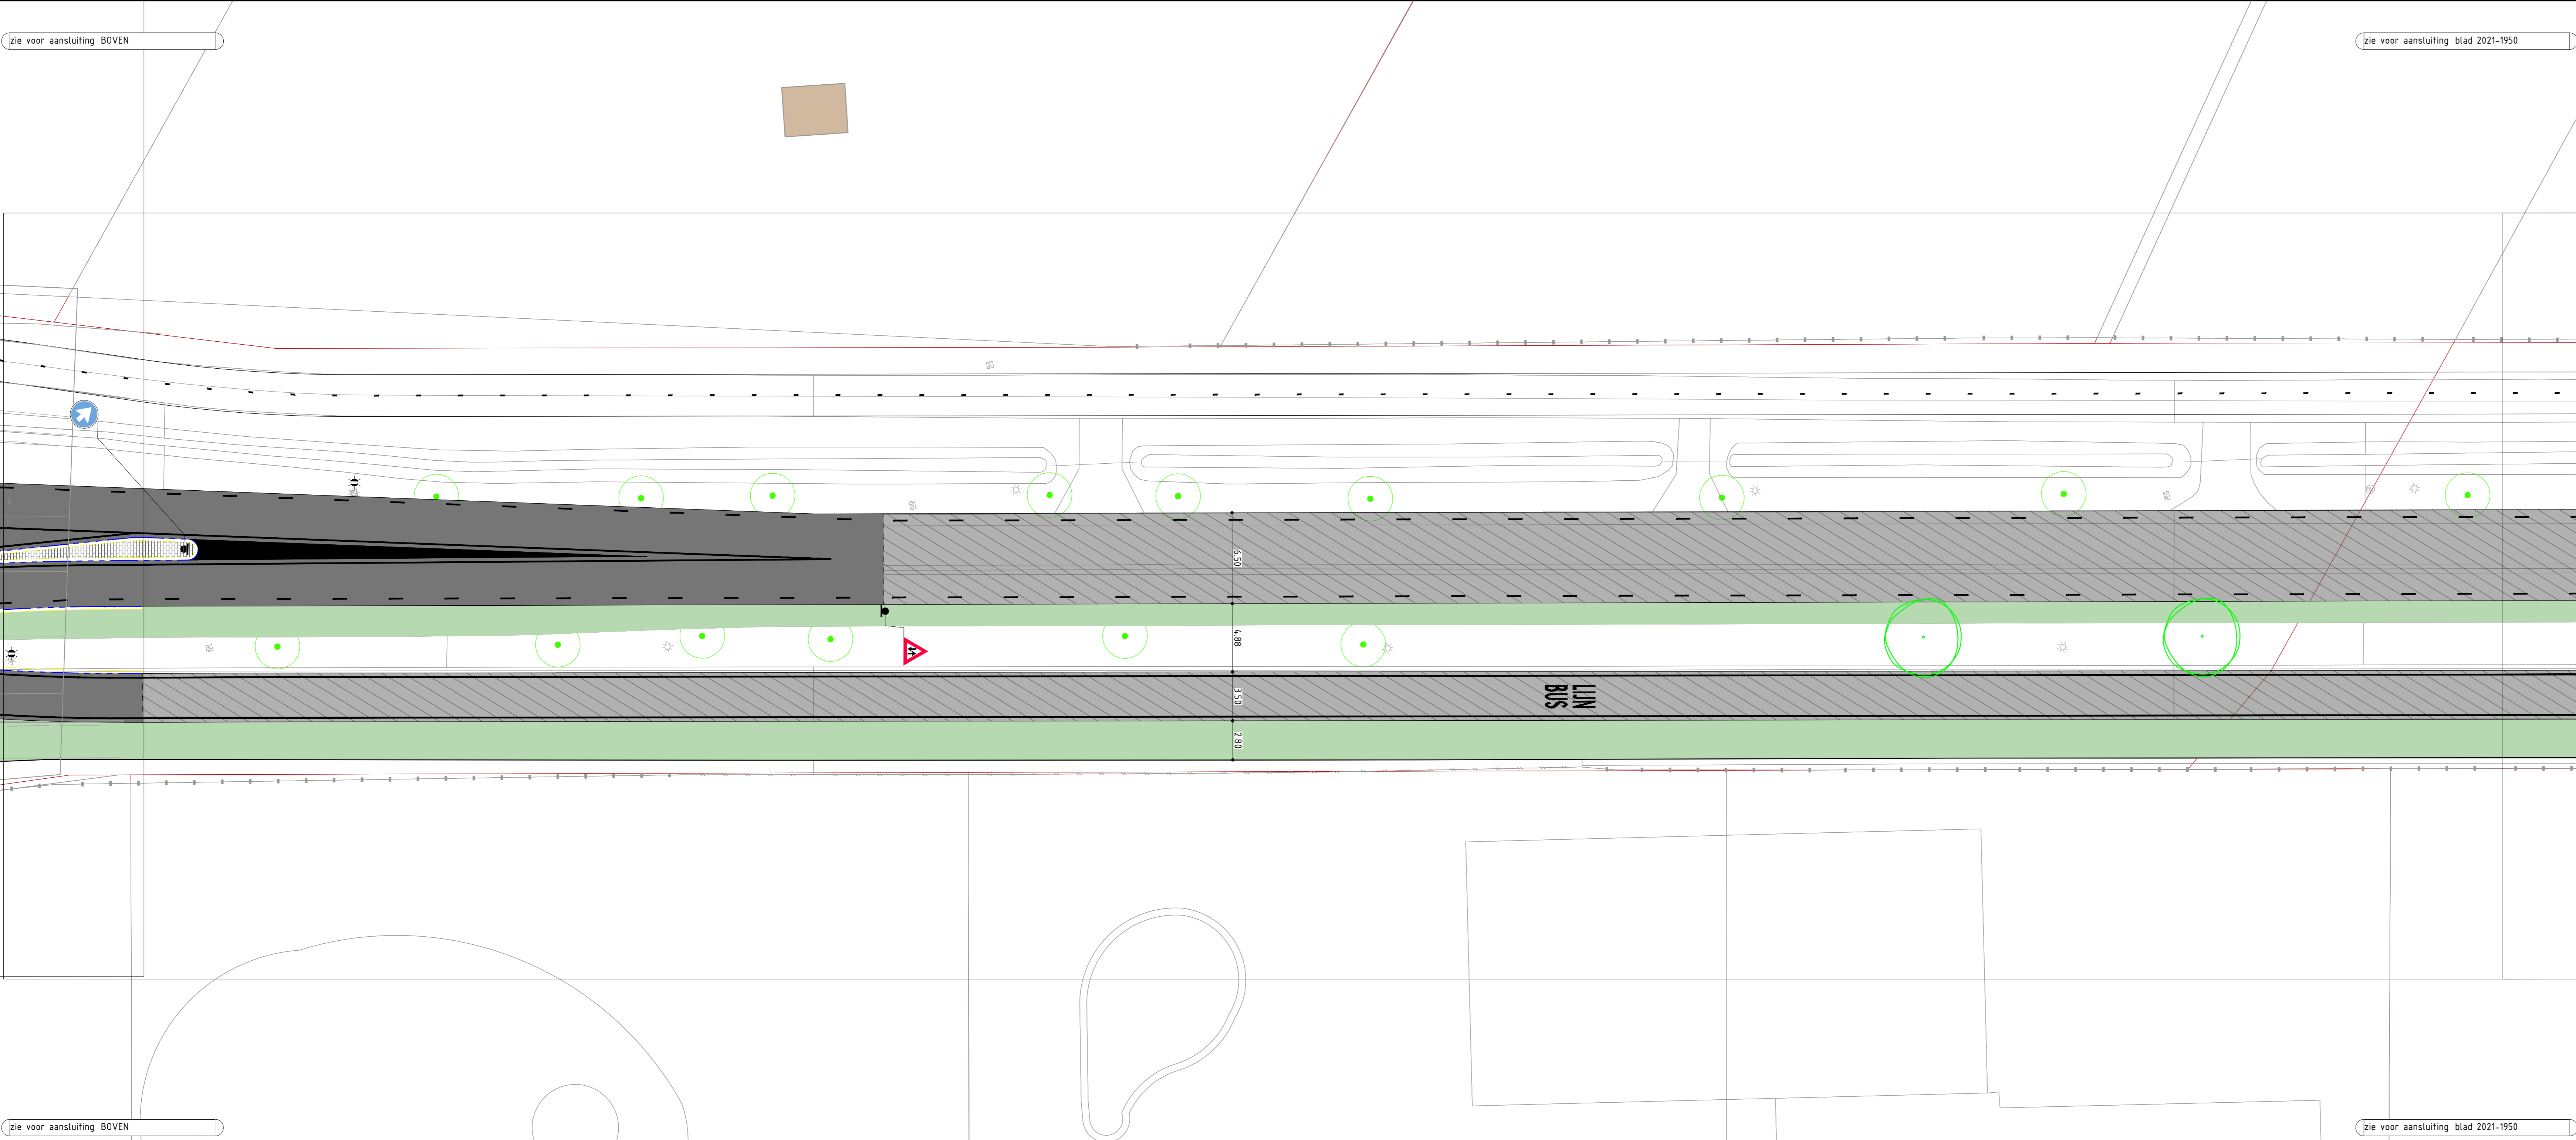 zie voor aansluiting BOVEN
zie voor aansluiting blad 2021-1950
6.50
4.88
LIJN
BUS
3.50
2.80
zie voor aansluiting BOVEN
zie voor aansluiting blad 2021-1950